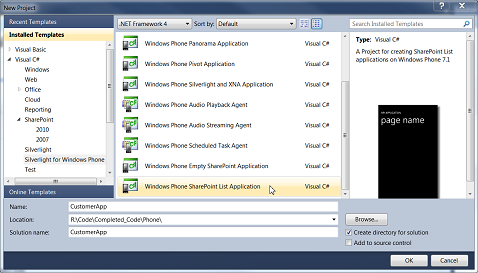 New Project
Recent Templates
.NET Framework 4 Sort by: Default
Search Installed Templates
Installed Templates
Visual Basic
Visual C#
Windows
Web
Office
Cloud
Reporting
SharePoint
2010
2007
Silverlight
Silverlight for Windows Phone
Test
Online Templates
Windows Phone Panorama Application Visual C#
Windows Phone Pivot Application Visual C#
Windows Phone Silverlight and XNA Application Visual C#
Windows Phone Audio Playback Agent Visual C#
Windows Phone Audio Streaming Agent Visual C#
Windows Phone Scheduled Task Agent Visual C#
Windows Phone Empty SharePoint Application Visual C#
Windows Phone SharePoint List Application Visual C#
Type: Visual C#
A Project for creating SharePoint List
applications on Windows Phone 7.1
MY APPLICATION
page name
Name: CustomerApp
Location: R:\Code\Completed_Code\Phone\
Browse...
Solution name: CustomerApp
Create directory for solution
Add to source control
OK Cancel